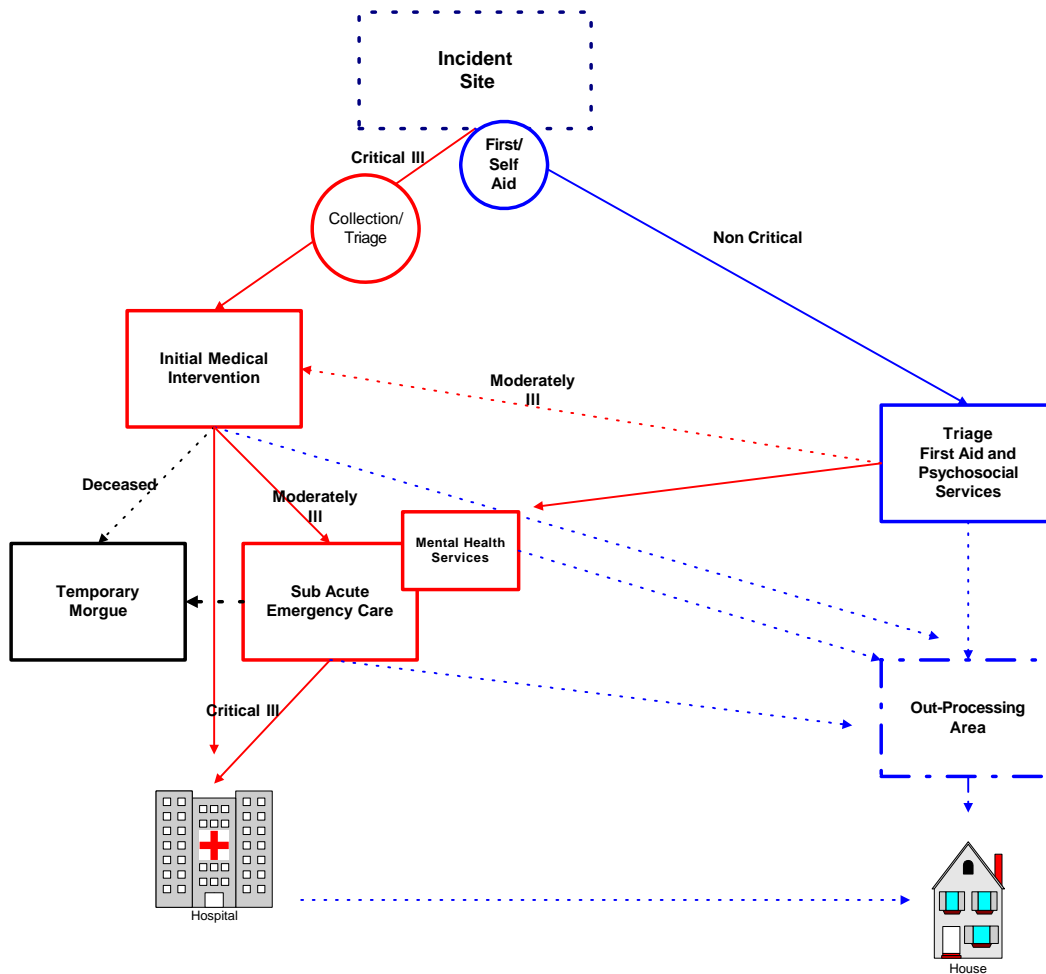 Incident
Site
First/
Self
Aid
Critical Ill
Collection/
Triage
Non Critical
Initial Medical
Intervention
Moderately
Ill
Triage
First Aid and
Psychosocial
Services
Deceased
Moderately
Ill
Mental Health
Services
Temporary
Morgue
Sub Acute
Emergency Care
Critical Ill
Out-Processing
Area
Hospital
House